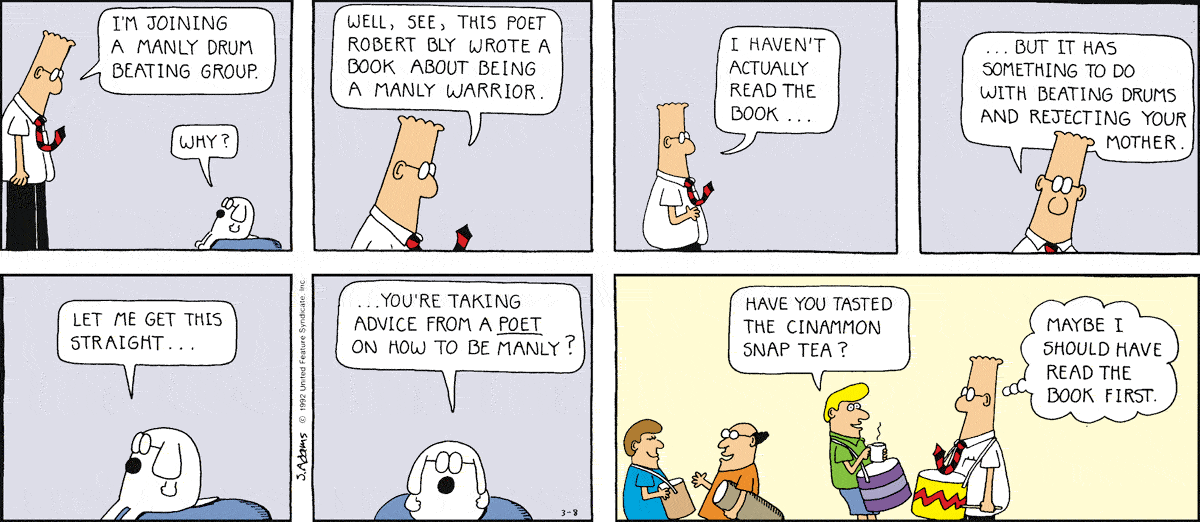 I'M JOINING
A MANLY DRUM
BEATING GROUP.
WHY?
WELL, SEE, THIS POET
ROBERT BLY WROTE A
BOOK ABOUT BEING
A MANLY WARRIOR.
I HAVEN'T
ACTUALLY
READ THE
BOOK ...
...BUT IT HAS
SOMETHING TO DO
WITH BEATING DRUMS
AND REJECTING YOUR
MOTHER.
LET ME GET THIS
STRAIGHT...
S. Adams © 1992 United Feature Syndicate, Inc.
...YOU'RE TAKING
ADVICE FROM A POET
ON HOW TO BE MANLY?
3-8
HAVE YOU TASTED
THE CINAMMON
SNAP TEA?
MAYBE I
SHOULD HAVE
READ THE
BOOK FIRST.